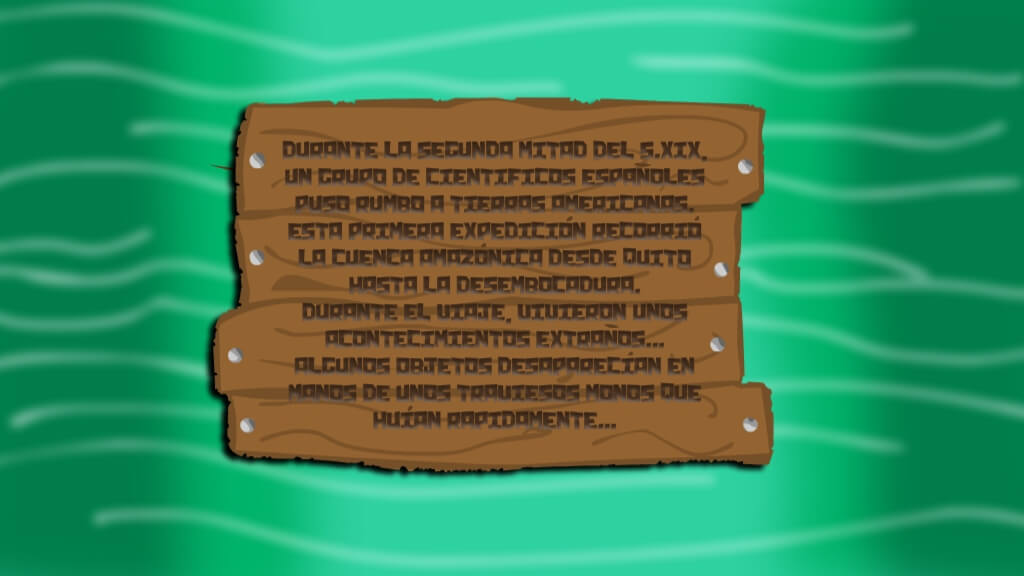 DURANTE LA SEGUNDA MITAD DEL S.XIX,
UN GRUPO DE CIENTIFICOS ESPAÑOLES
PUSO RUMBO A TIERRAS AMERICANAS.
ESTA PRIMERA EXPEDICIÓN RECORRIÓ
LA CUENCA AMAZÓNICA DESDE QUITO
HASTA LA DESEMBOCADURA.
DURANTE EL VIAJE, VIVIERON UNOS
ACONTECIMIENTOS EXTRAÑOS...
ALGUNOS OBJETOS DESAPARECÍAN EN
MANOS DE UNOS TRAVIESOS MONOS QUE
HUÍAN RAPIDAMENTE...